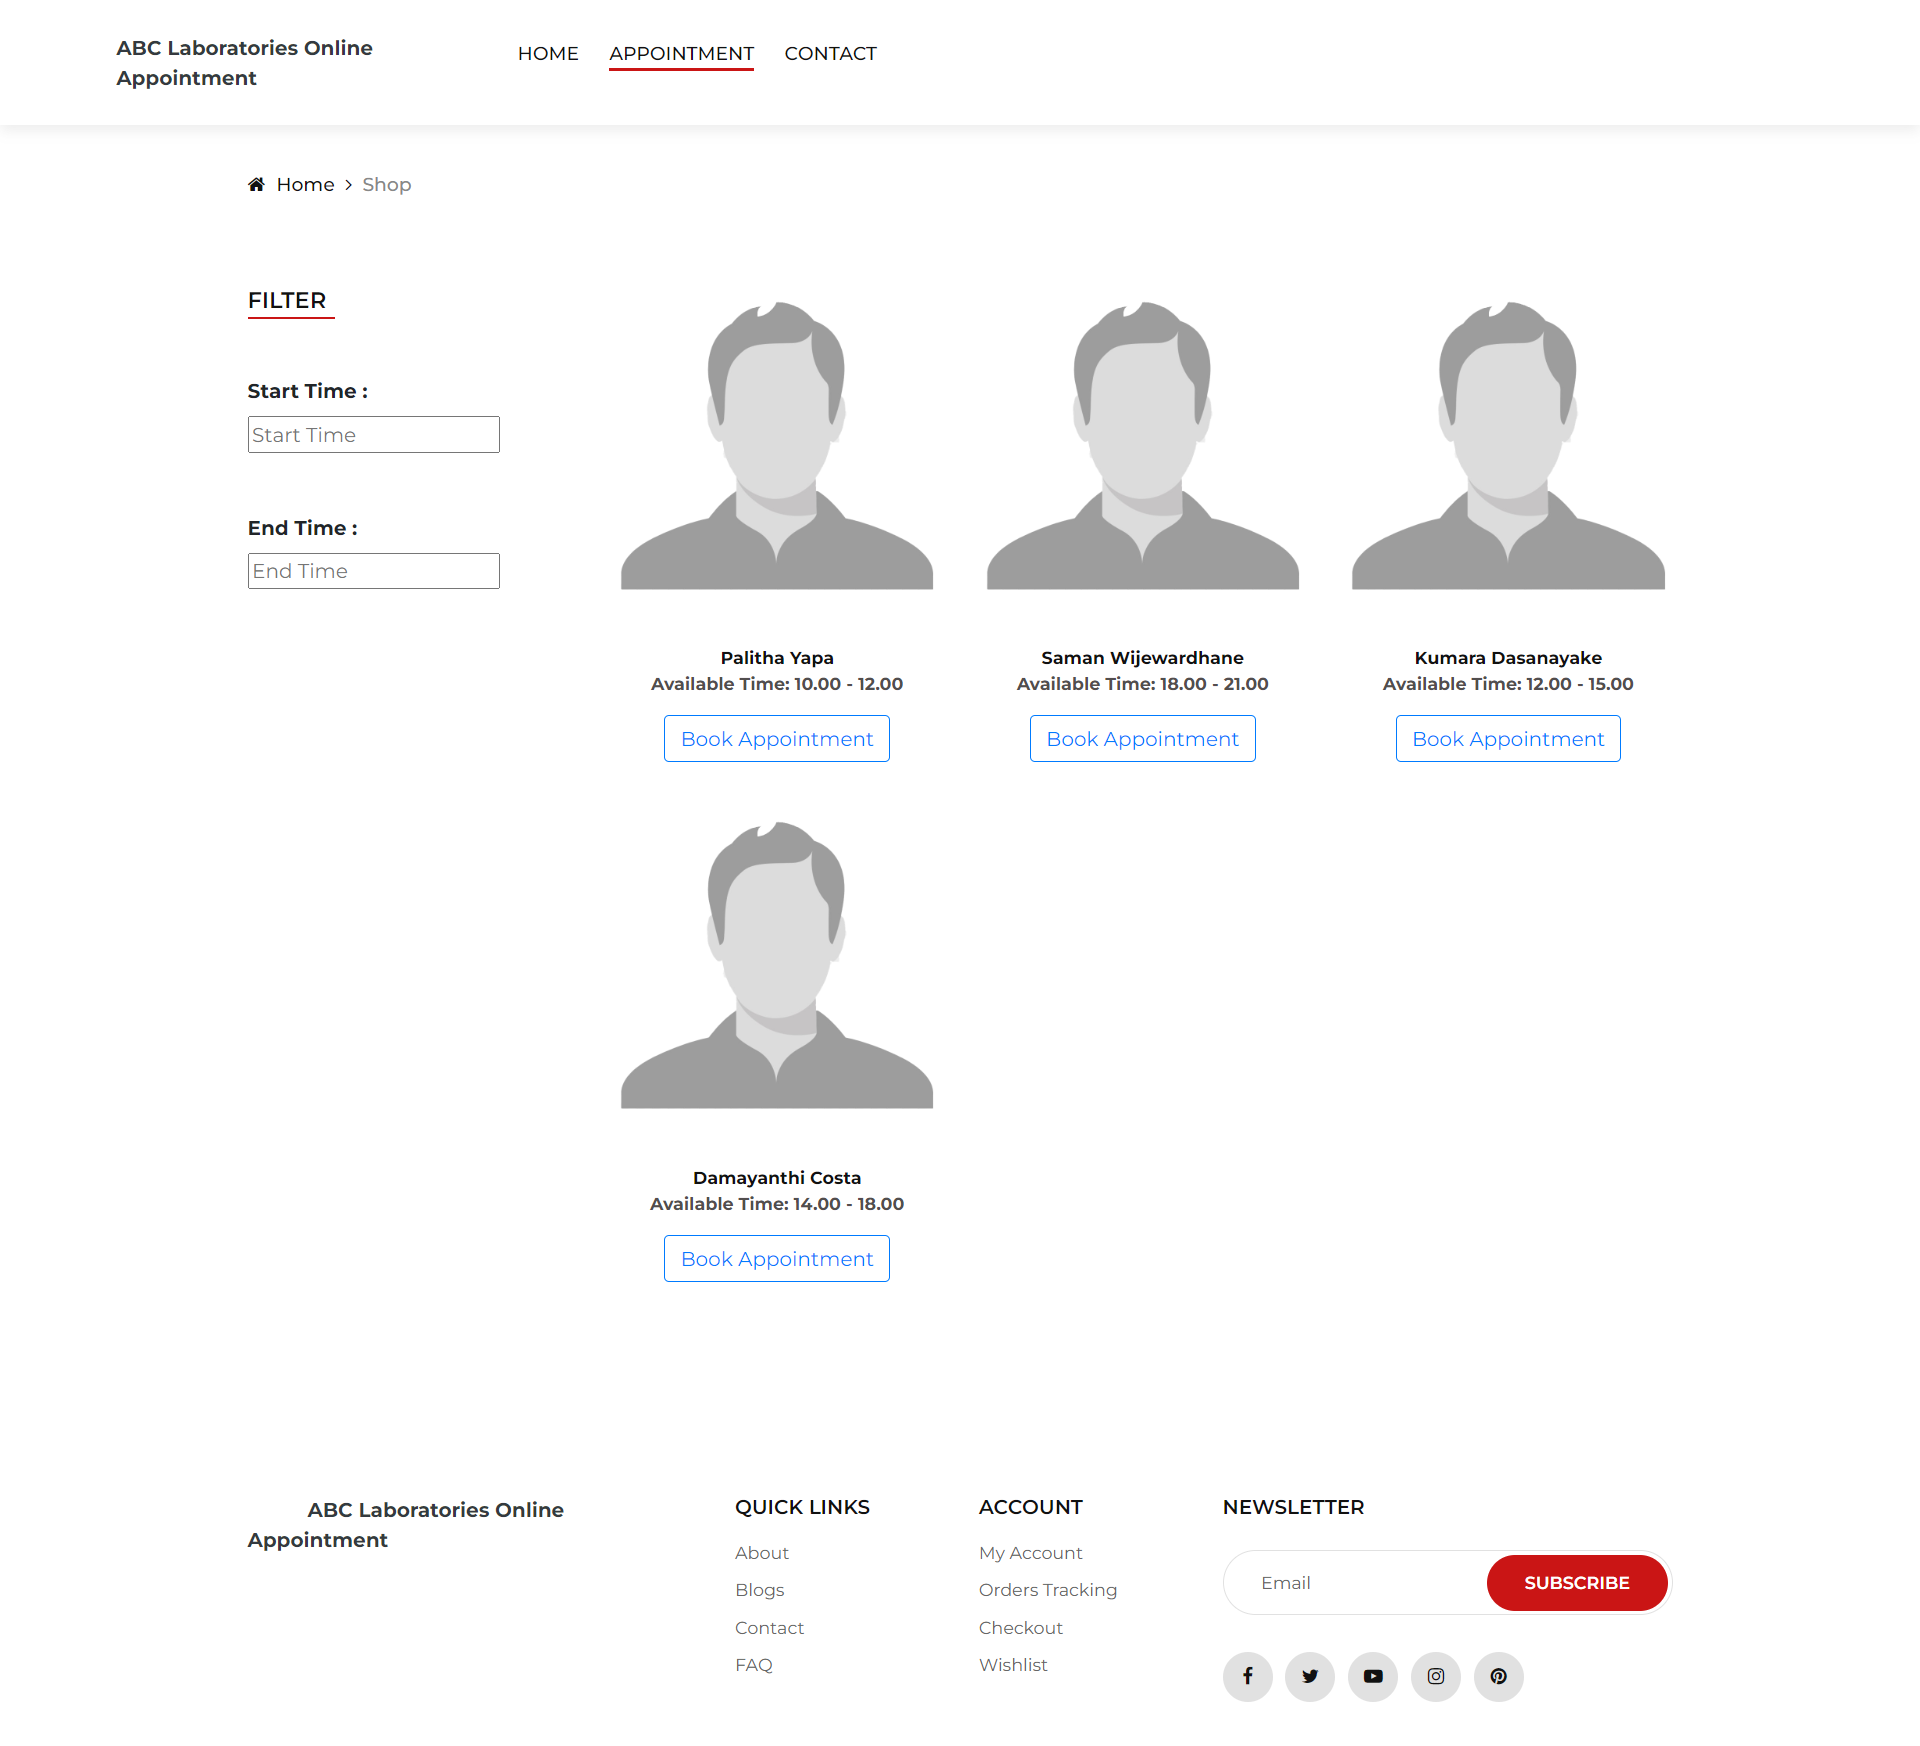 ABC Laboratories Online
Appointment
HOME APPOINTMENT CONTACT
Home > Shop
FILTER
Start Time :
Start Time
End Time :
End Time
Palitha Yapa
Available Time: 10.00 - 12.00
Book Appointment
Saman Wijewardhane
Available Time: 18.00 - 21.00
Book Appointment
Kumara Dasanayake
Available Time: 12.00 - 15.00
Book Appointment
Damayanthi Costa
Available Time: 14.00 - 18.00
Book Appointment
ABC Laboratories Online
Appointment
QUICK LINKS
About
Blogs
Contact
FAQ
ACCOUNT
My Account
Orders Tracking
Checkout
Wishlist
NEWSLETTER
Email
SUBSCRIBE